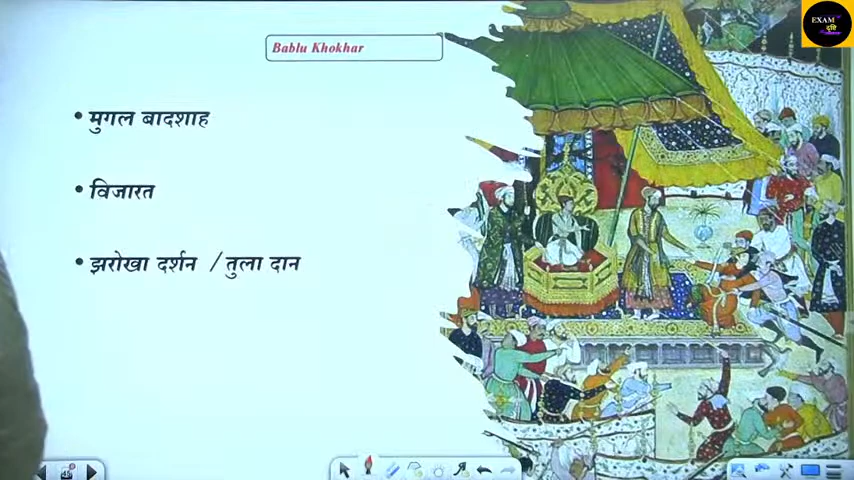 EXAM
दृष्टि
Bablu Khokhar
• मुगल बादशाह
• विजारत
• झरोखा दर्शन / तुला दान